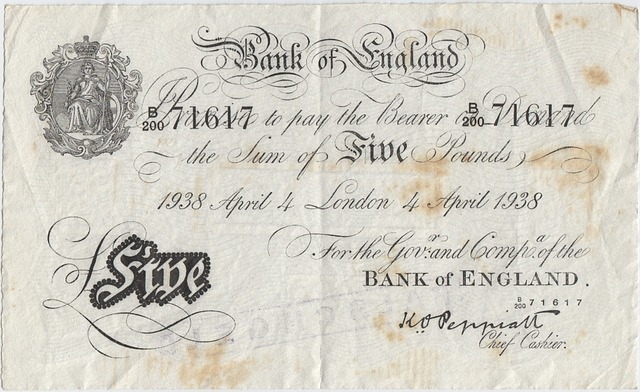 Bank of England
B/200 71617 B/200 71617
Promise to pay the Bearer on Demand
the Sum of Five Pounds
1938 April 4 London 4 April 1938
For the Govr. and Compa. of the
BANK of ENGLAND.
£Five
B/200 71617
K.O. Peppiatt
Chief Cashier.